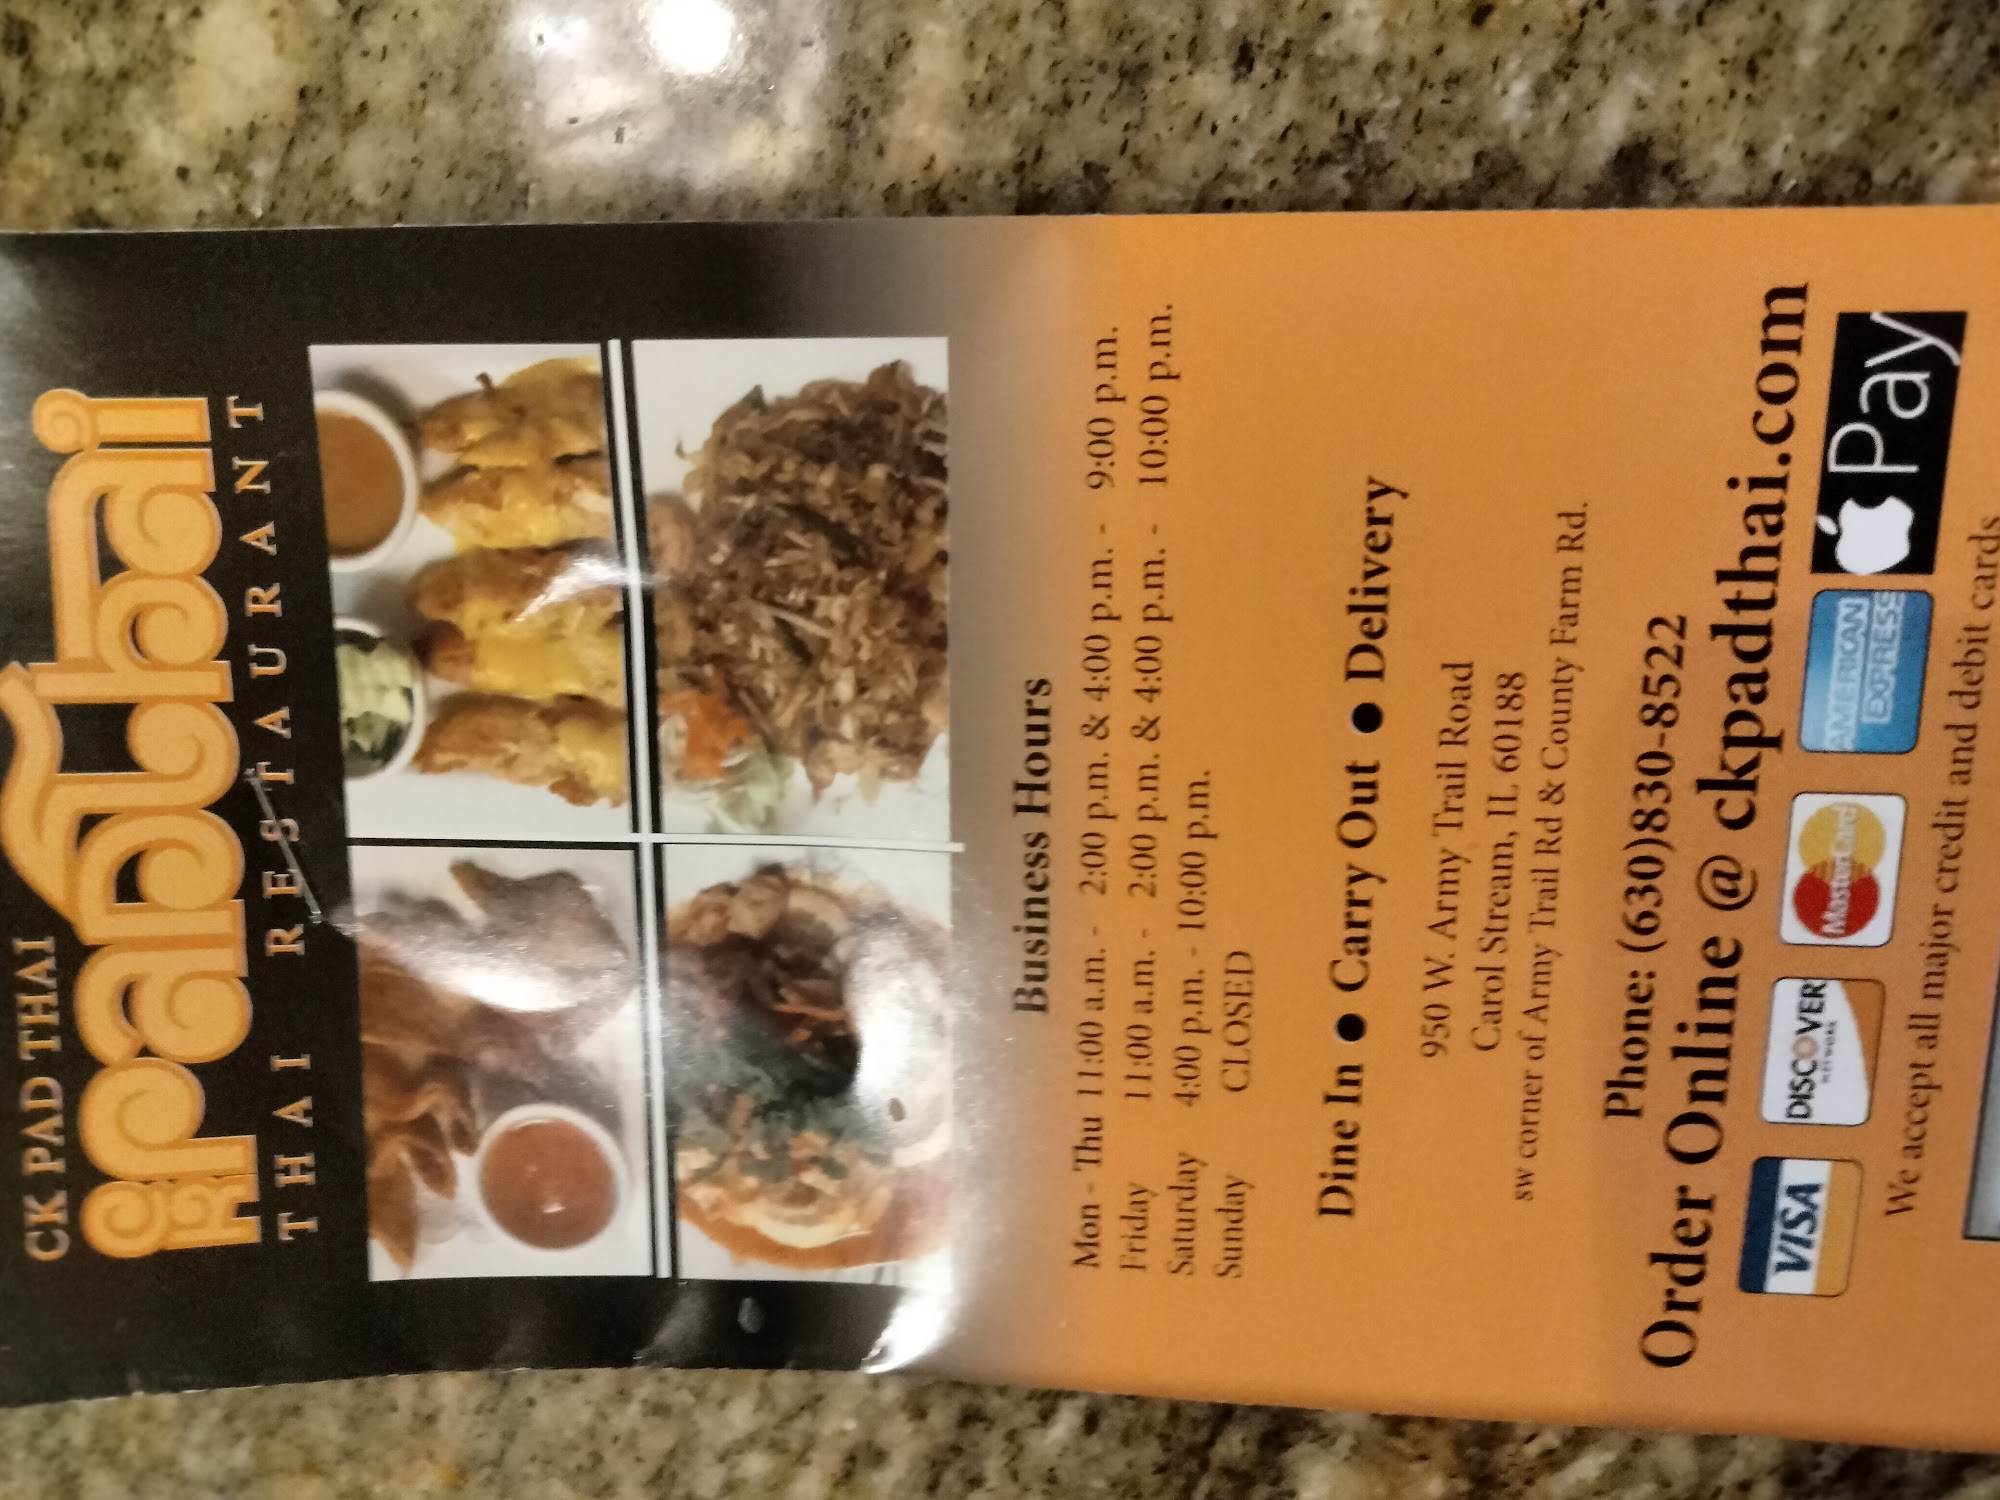 CK PAD THAI
THAI RESTAURANT
Business Hours
Mon - Thu 11:00 a.m. - 2:00 p.m. & 4:00 p.m. - 9:00 p.m.
Friday 11:00 a.m. - 2:00 p.m. & 4:00 p.m. - 10:00 p.m.
Saturday 4:00 p.m. - 10:00 p.m.
Sunday CLOSED
Dine In ● Carry Out ● Delivery
950 W. Army Trail Road
Carol Stream, IL 60188
sw corner of Army Trail Rd & County Farm Rd.
Phone: (630)830-8522
Order Online @ ckpadthai.com
VISA DISCOVER NETWORK MasterCard AMERICAN EXPRESS Pay
We accept all major credit and debit cards